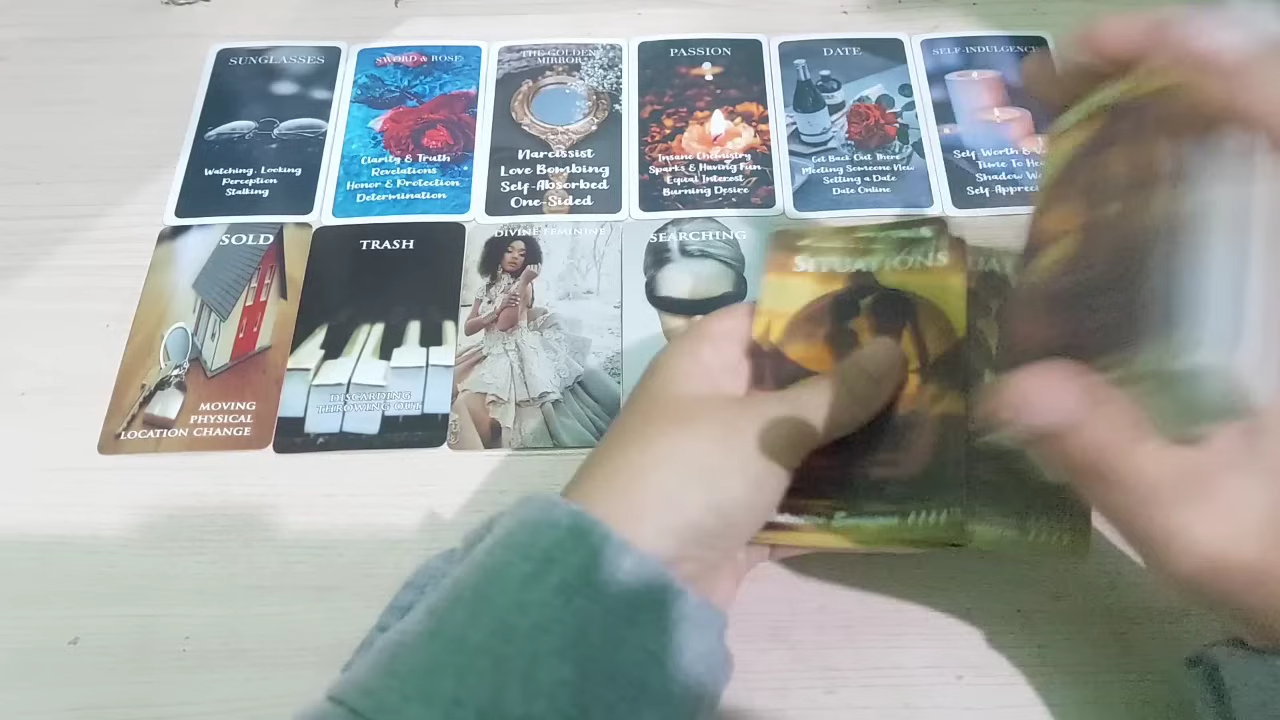 SUNGLASSES
Watching, Looking
Perception
Stalking
SWORD & ROSE
Clarity & Truth
Revelations
Honor & Protection
Determination
THE GOLDEN
MIRROR
Narcissist
Love Bombing
Self-Absorbed
One-Sided
PASSION
Insane Chemistry
Sparks & Having Fun
Equal Interest
Burning Desire
DATE
Get Back Out There
Meeting Someone New
Setting a Date
Date Online
SELF-INDULGENCE
Self-Worth &
Time To
Shadow
SOLD
MOVING
PHYSICAL
LOCATION CHANGE
TRASH
DISCARDING
THROWING OUT
DIVINE FEMININE
SEARCHING
SITUATIONS